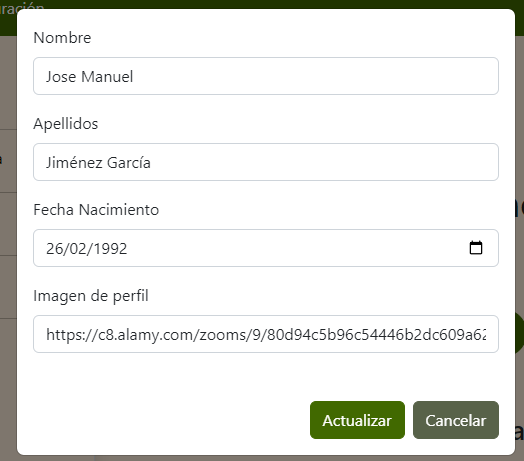 uración
Nombre
Jose Manuel
Apellidos
Jiménez García
Fecha Nacimiento
26/02/1992
Imagen de perfil
https://c8.alamy.com/zooms/9/80d94c5b96c54446b2dc609a62
Actualizar
Cancelar